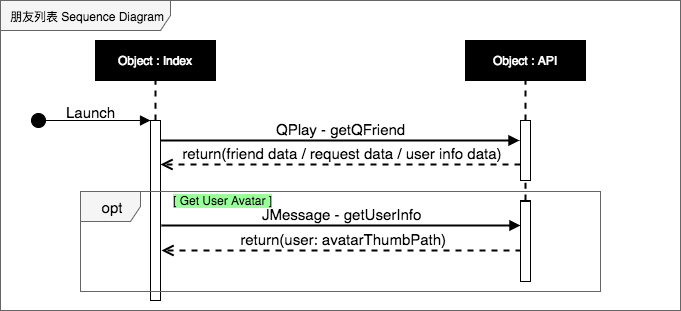 朋友列表 Sequence Diagram
Object : Index
Object : API
Launch
QPlay - getQFriend
return(friend data / request data / user info data)
opt
[ Get User Avatar ]
JMessage - getUserInfo
return(user: avatarThumbPath)